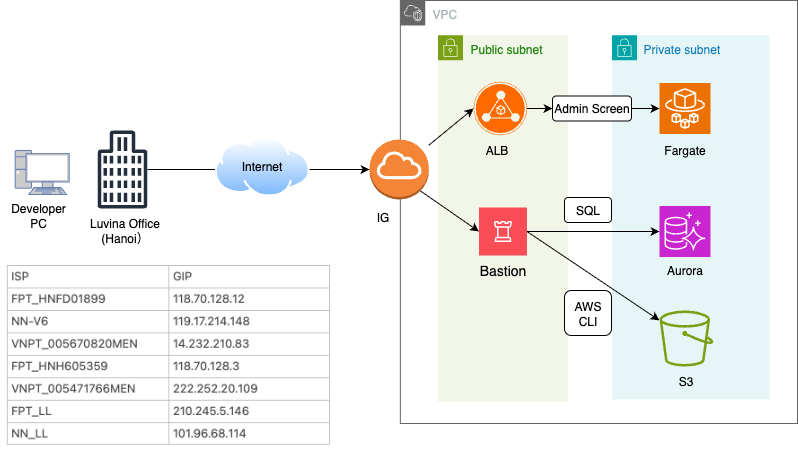 VPC
Public subnet
Private subnet
Admin Screen
ALB
Fargate
Internet
Developer
PC
Luvina Office
(Hanoi)
IG
SQL
Bastion
Aurora
AWS
CLI
S3
ISP GIP
FPT_HNFD01899 118.70.128.12
NN-V6 119.17.214.148
VNPT_005670820MEN 14.232.210.83
FPT_HNH605359 118.70.128.3
VNPT_005471766MEN 222.252.20.109
FPT_LL 210.245.5.146
NN_LL 101.96.68.114